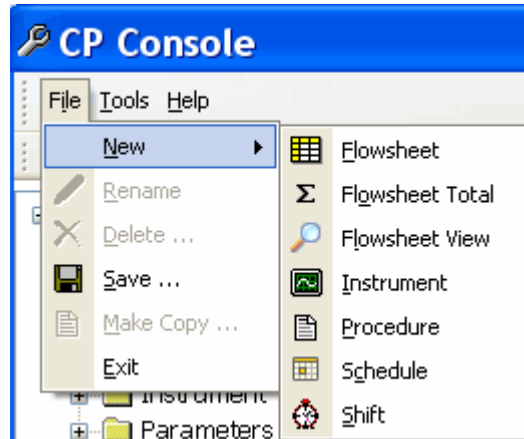 CP Console
File Tools Help
New
Rename
Delete ...
Save ...
Make Copy ...
Exit
Flowsheet
Flowsheet Total
Flowsheet View
Instrument
Procedure
Schedule
Shift
Instrument
Parameters